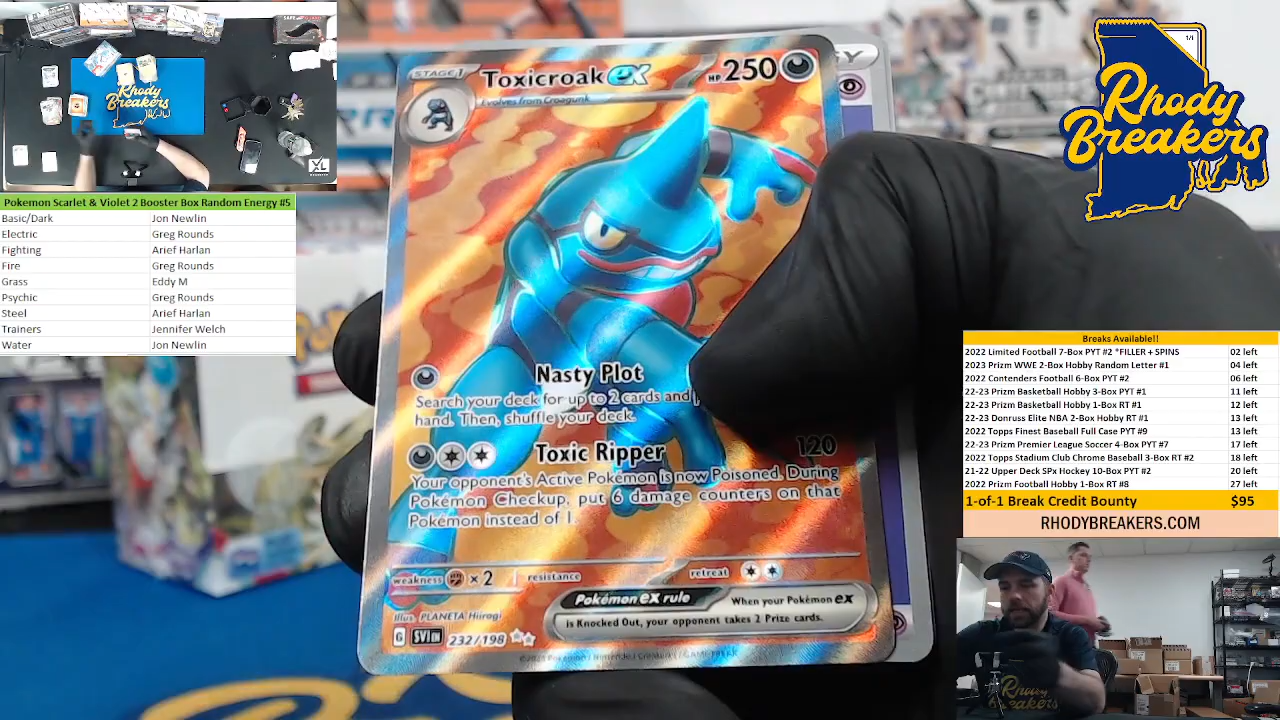 Rhody
Breakers
SAFE
XL
Pokemon Scarlet & Violet 2 Booster Box Random Energy #5
Basic/Dark Jon Newlin
Electric Greg Rounds
Fighting Arief Harlan
Fire Greg Rounds
Grass Eddy M
Psychic Greg Rounds
Steel Arief Harlan
Trainers Jennifer Welch
Water Jon Newlin
STAGE 1 Toxicroak ex HP 250
Evolves from Croagunk
Nasty Plot
Search your deck for up to 2 cards and
hand. Then, shuffle your deck.
Toxic Ripper 120
Your opponent's Active Pokémon is now Poisoned. During
Pokémon Checkup, put 6 damage counters on that
Pokémon instead of 1.
weakness × 2 resistance retreat
Pokémon ex rule When your Pokémon ex
is Knocked Out, your opponent takes 2 Prize cards.
Illus. PLANETA Hiiragi
G SVI EN 232/198
1/1
Rhody
Breakers
Breaks Available!!
2022 Limited Football 7-Box PYT #2 *FILLER + SPINS 02 left
2023 Prizm WWE 2-Box Hobby Random Letter #1 04 left
2022 Contenders Football 6-Box PYT #2 06 left
22-23 Prizm Basketball Hobby 3-Box PYT #1 11 left
22-23 Prizm Basketball Hobby 1-Box RT #1 12 left
22-23 Donruss Elite NBA 2-Box Hobby RT #1 13 left
2022 Topps Finest Baseball Full Case PYT #9 13 left
22-23 Prizm Premier League Soccer 4-Box PYT #7 17 left
2022 Topps Stadium Club Chrome Baseball 3-Box RT #2 18 left
21-22 Upper Deck SPx Hockey 10-Box PYT #2 20 left
2022 Prizm Football Hobby 1-Box RT #8 27 left
1-of-1 Break Credit Bounty $95
RHODYBREAKERS.COM
Rhody
Breakers